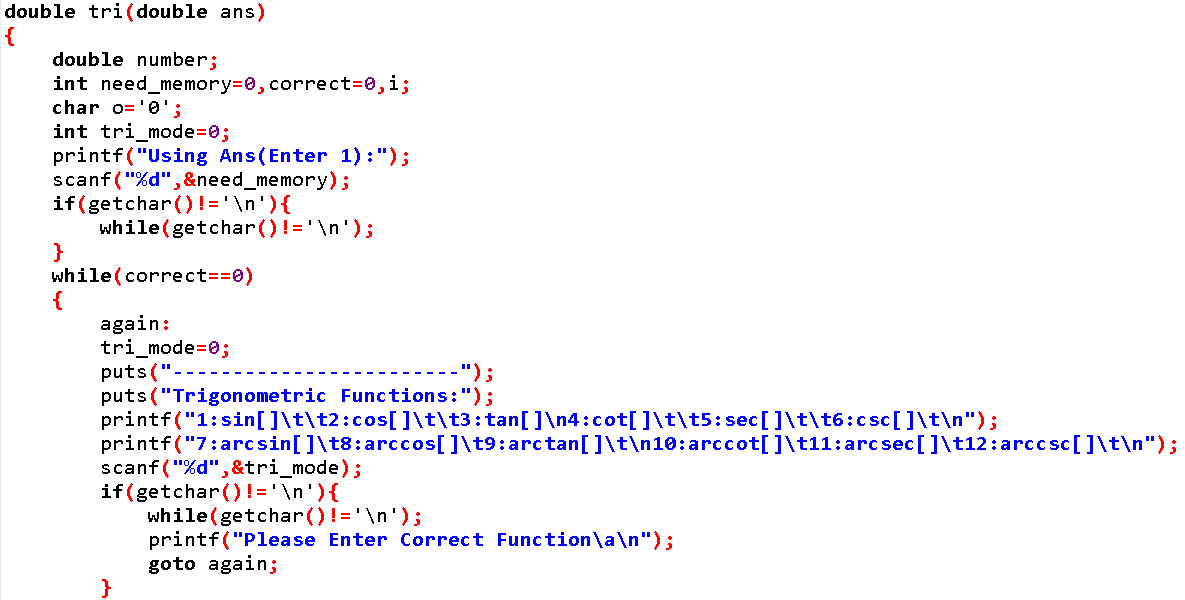 double tri(double ans)
{
    double number;
    int need_memory=0,correct=0,i;
    char o='0';
    int tri_mode=0;
    printf("Using Ans(Enter 1):");
    scanf("%d",&need_memory);
    if(getchar()!='\n'){
        while(getchar()!='\n');
    }
    while(correct==0)
    {
        again:
        tri_mode=0;
        puts("------------------------");
        puts("Trigonometric Functions:");
        printf("1:sin[]\t\t2:cos[]\t\t3:tan[]\n4:cot[]\t\t5:sec[]\t\t6:csc[]\t\n");
        printf("7:arcsin[]\t8:arccos[]\t9:arctan[]\t\n10:arccot[]\t11:arcsec[]\t12:arccsc[]\t\n");
        scanf("%d",&tri_mode);
        if(getchar()!='\n'){
            while(getchar()!='\n');
            printf("Please Enter Correct Function\a\n");
            goto again;
        }